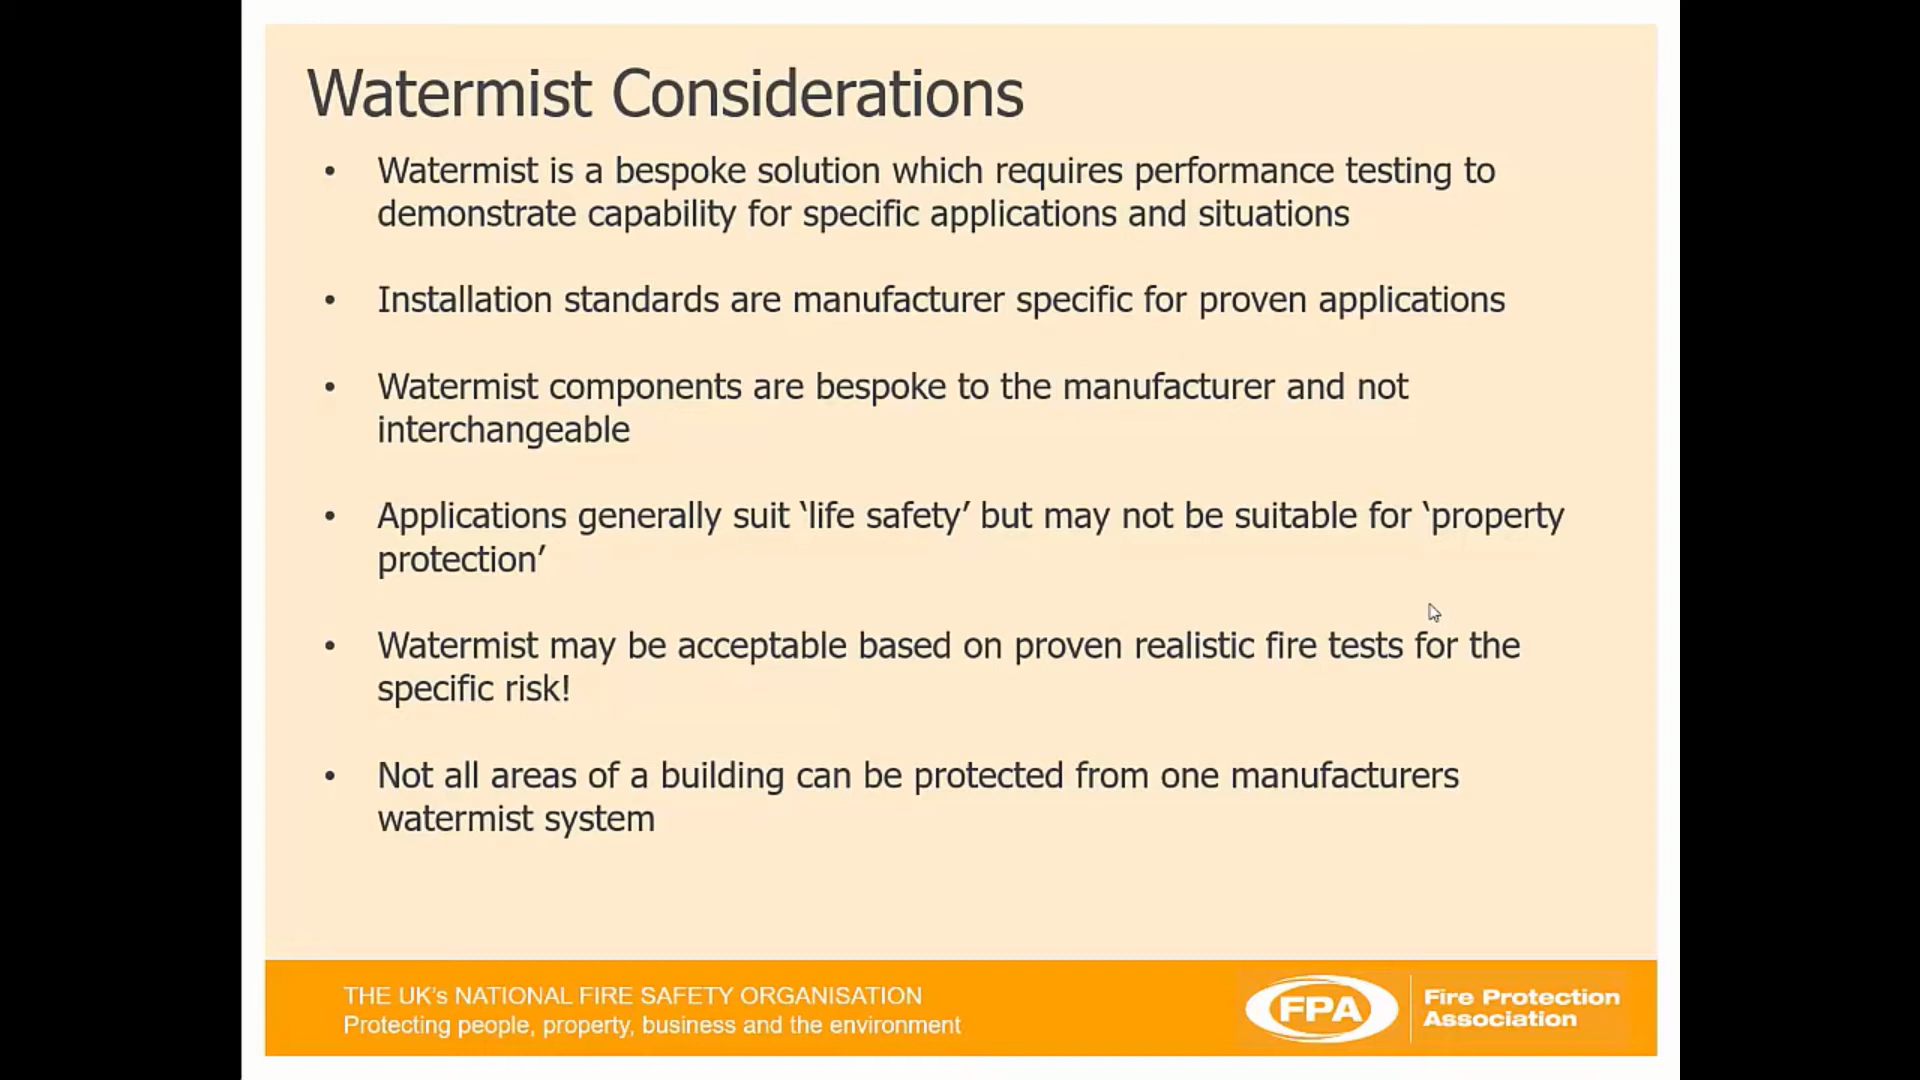 Watermist Considerations
• Watermist is a bespoke solution which requires performance testing to
demonstrate capability for specific applications and situations
• Installation standards are manufacturer specific for proven applications
• Watermist components are bespoke to the manufacturer and not
interchangeable
• Applications generally suit ‘life safety’ but may not be suitable for ‘property
protection’
• Watermist may be acceptable based on proven realistic fire tests for the
specific risk!
• Not all areas of a building can be protected from one manufacturers
watermist system
THE UK's NATIONAL FIRE SAFETY ORGANISATION
Protecting people, property, business and the environment
FPA
Fire Protection
Association